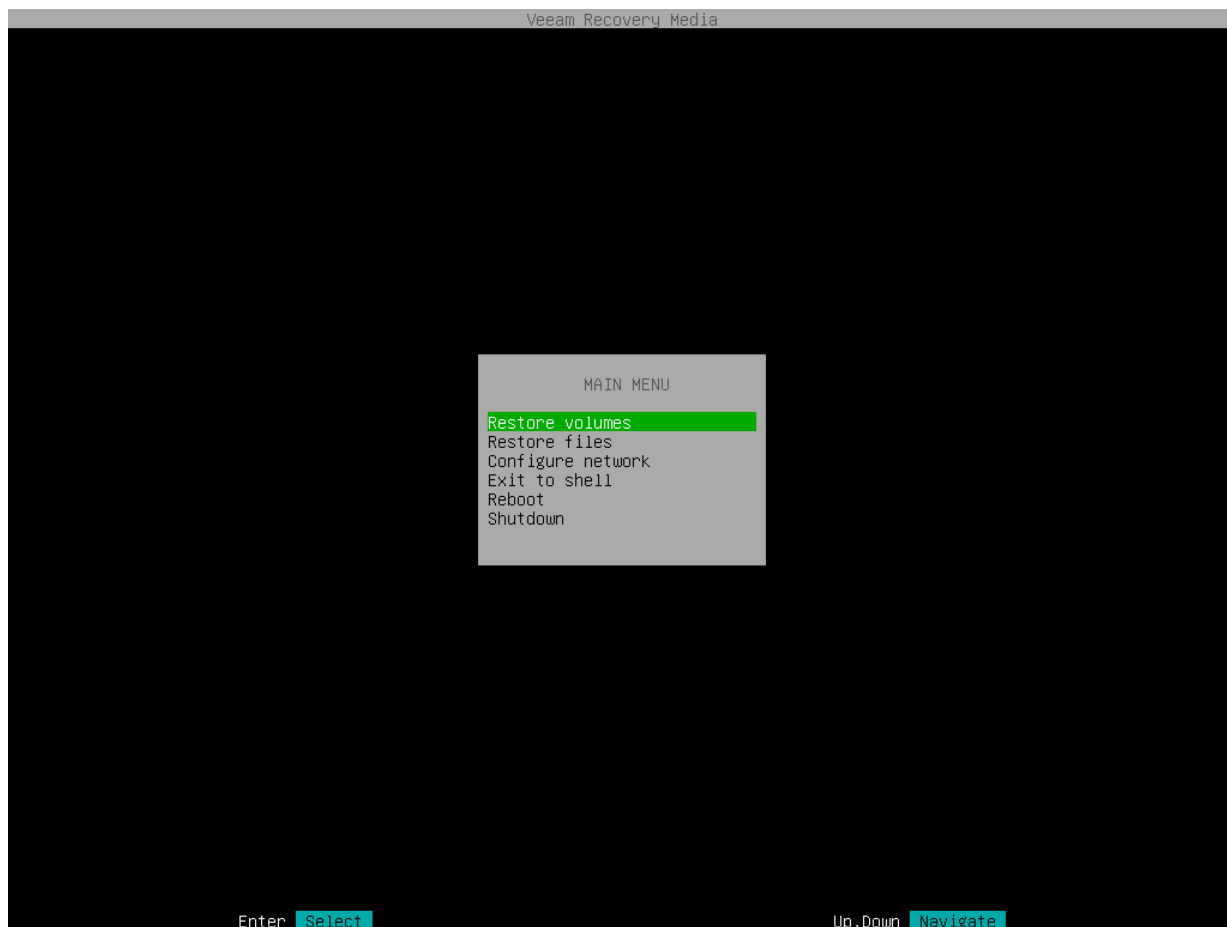 Veeam Recovery Media
MAIN MENU
Restore volumes
Restore files
Configure network
Exit to shell
Reboot
Shutdown
Enter Select Up,Down Navigate